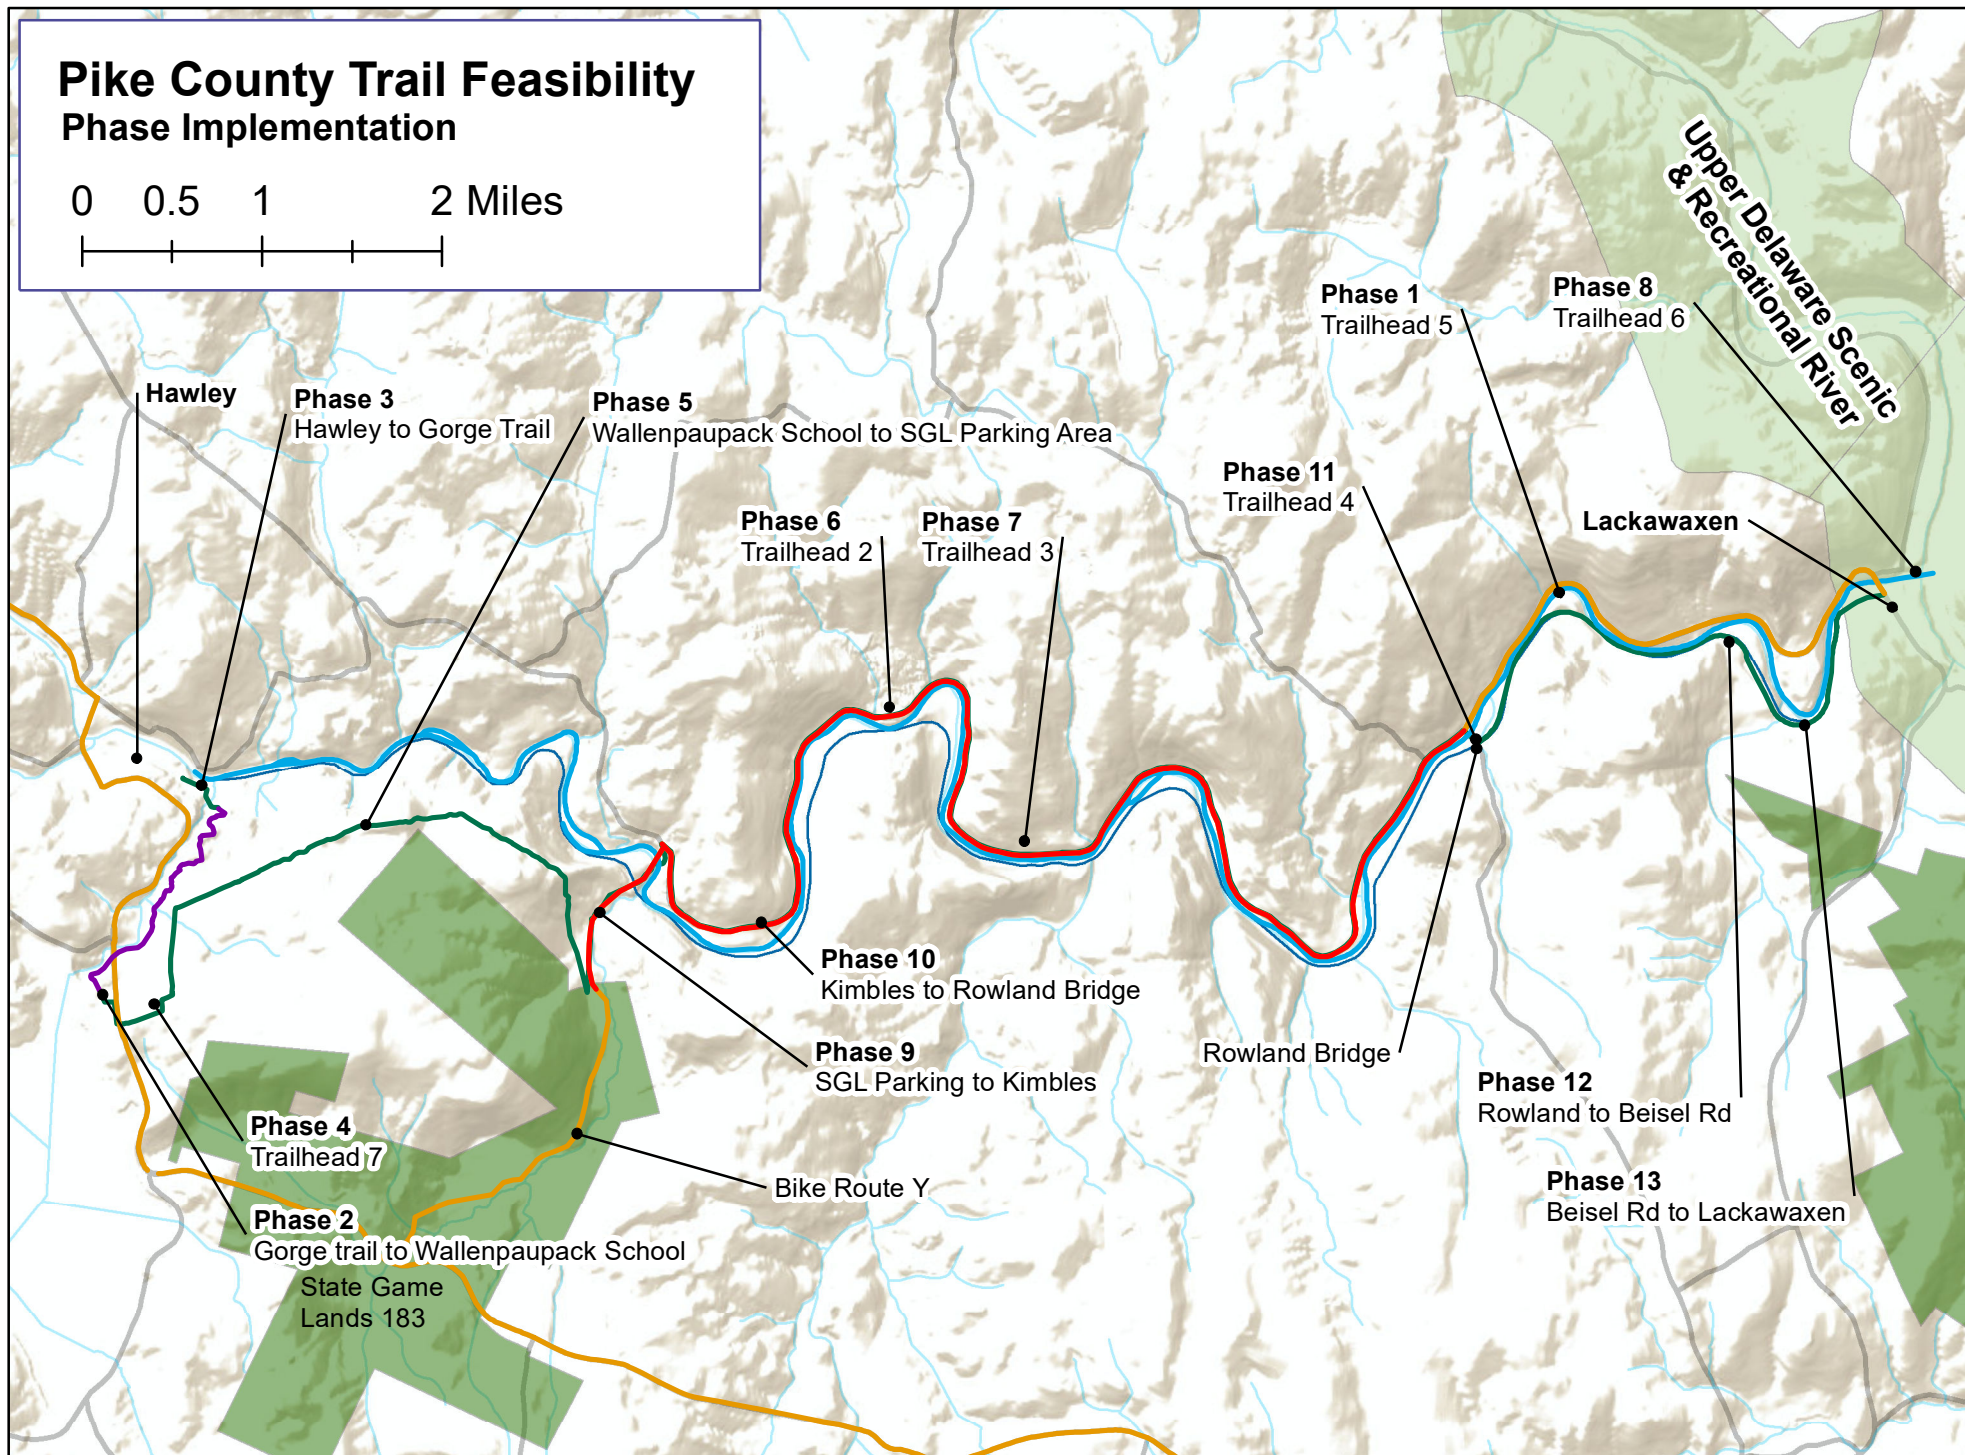 Pike County Trail Feasibility
Phase Implementation
0 0.5 1 2 Miles
Upper Delaware Scenic
& Recreational River
Phase 1
Trailhead 5
Phase 8
Trailhead 6
Hawley
Phase 3
Hawley to Gorge Trail
Phase 5
Wallenpaupack School to SGL Parking Area
Phase 11
Trailhead 4
Lackawaxen
Phase 6
Trailhead 2
Phase 7
Trailhead 3
Phase 10
Kimbles to Rowland Bridge
Phase 9
SGL Parking to Kimbles
Rowland Bridge
Phase 12
Rowland to Beisel Rd
Phase 4
Trailhead 7
Bike Route Y
Phase 13
Beisel Rd to Lackawaxen
Phase 2
Gorge trail to Wallenpaupack School
State Game
Lands 183